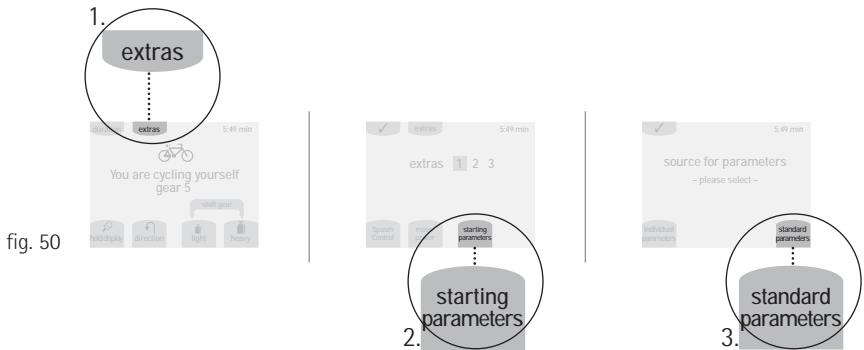 1.
extras
duration extras 5:49 min
You are cycling yourself
gear 5
shift gear
hold display direction light heavy
fig. 50
✓ extras 5:49 min
extras 1 2 3
Spasm Control motor power starting parameters
2.
starting
parameters
✓ 5:49 min
source for parameters
– please select –
individual parameters standard parameters
3.
standard
parameters